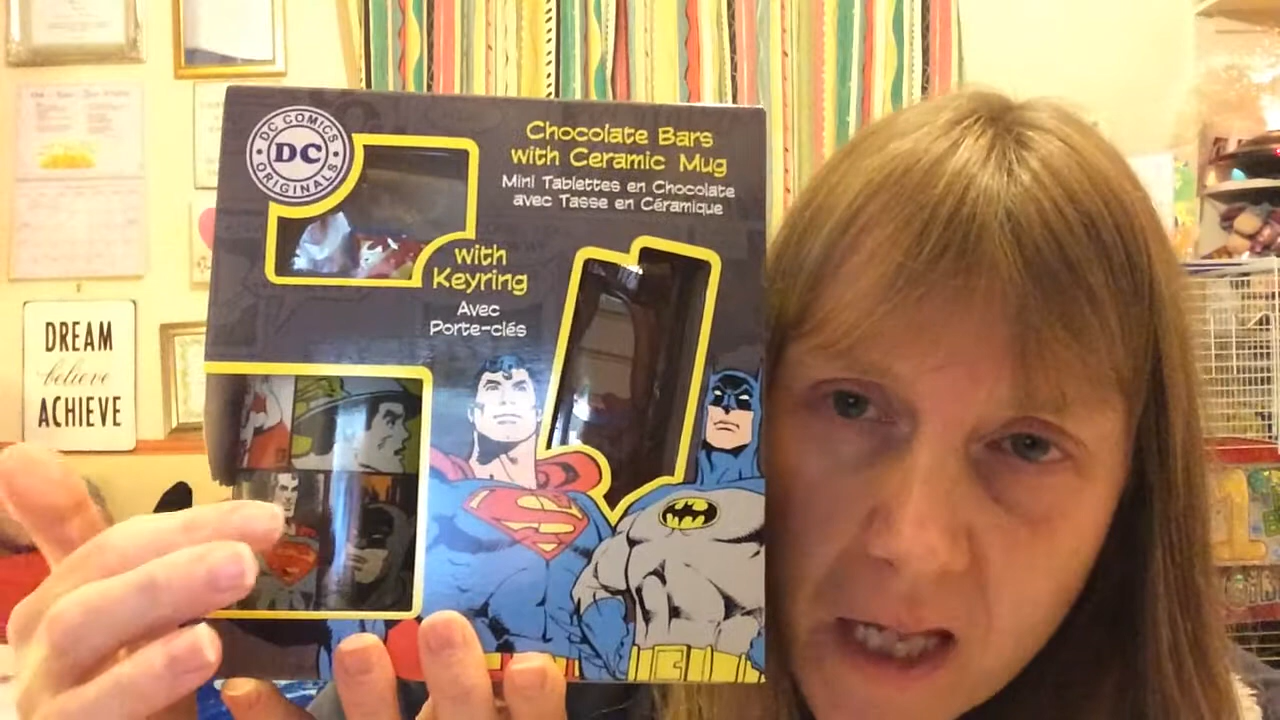 DREAM
believe
ACHIEVE
DC COMICS
DC
ORIGINALS
Chocolate Bars
with Ceramic Mug
Mini Tablettes en Chocolate
avec Tasse en Céramique
with
Keyring
Avec
Porte-clés